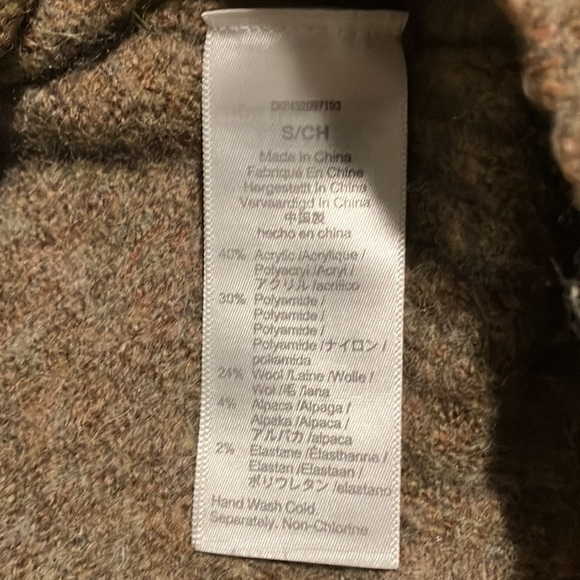 S/CH
Made In China
Fabriqué En Chine
Hergestellt In China
Vervaardigd In China
中国製
hecho en china
40% Acrylic /Acrylique /
Polyacryl /Acryl /
アクリル /acrílico
30% Polyamide /
Polyamide /
Polyamide /
Polyamide /ナイロン /
poliamida
24% Wool /Laine /Wolle /
Wol /毛 /lana
4% Alpaca /Alpaga /
Alpaka /Alpaca /
アルパカ /alpaca
2% Elastane /Élasthanne /
Elastan /Elastaan /
ポリウレタン /elastano
Hand Wash Cold
Separately. Non-Chlorine